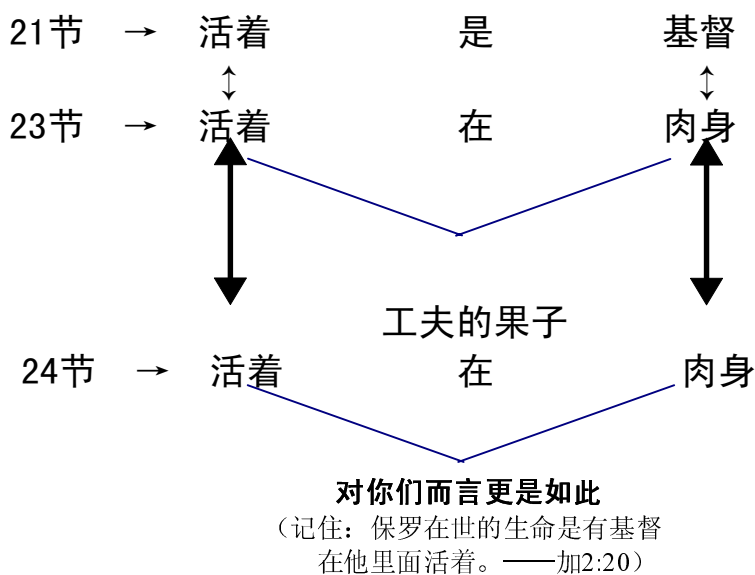 21节 → 活着 是 基督
23节 → 活着 在 肉身
工夫的果子
24节 → 活着 在 肉身
对你们而言更是如此
（记住：保罗在世的生命是有基督
在他里面活着。——加2:20）